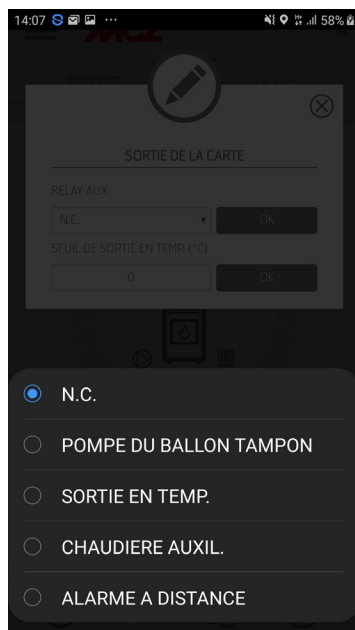 14:07
58%
MCZ
SORTIE DE LA CARTE
RELAY AUX
N.C.
OK
SEUIL DE SORTIE EN TEMP. (°C)
0
OK
N.C.
POMPE DU BALLON TAMPON
SORTIE EN TEMP.
CHAUDIERE AUXIL.
ALARME A DISTANCE